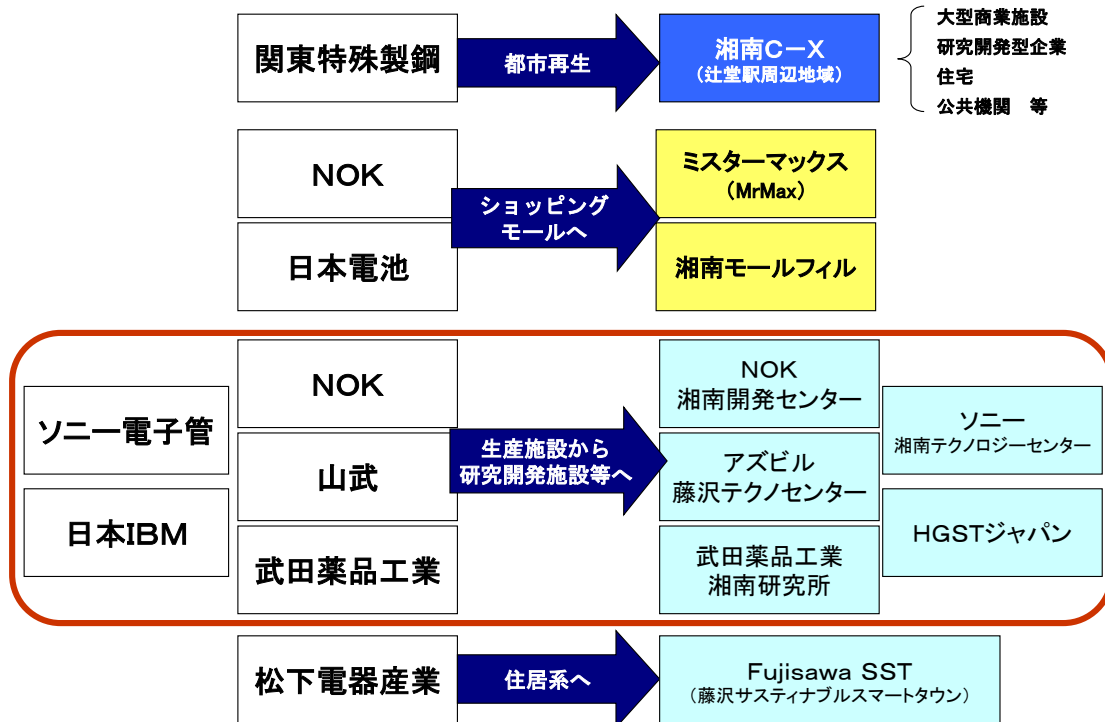 関東特殊製鋼
都市再生
湘南C-X
(辻堂駅周辺地域)
大型商業施設
研究開発型企業
住宅
公共機関 等
NOK
日本電池
ショッピング
モールへ
ミスターマックス
(MrMax)
湘南モールフィル
ソニー電子管
日本IBM
NOK
山武
武田薬品工業
生産施設から
研究開発施設等へ
NOK
湘南開発センター
アズビル
藤沢テクノセンター
武田薬品工業
湘南研究所
ソニー
湘南テクノロジーセンター
HGSTジャパン
松下電器産業
住居系へ
Fujisawa SST
(藤沢サスティナブルスマートタウン)